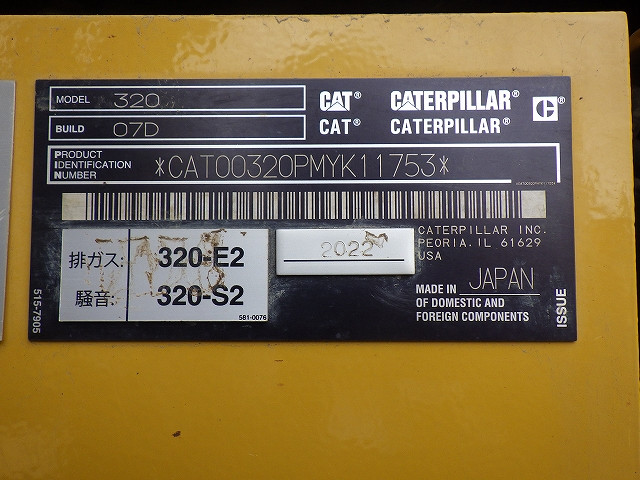 MODEL 320
BUILD 07D
CAT® CATERPILLAR®
CAT® CATERPILLAR®
PRODUCT IDENTIFICATION NUMBER
*CAT00320PMYK11753*
排ガス: 320-E2
騒音: 320-S2
581-0076
2022
CATERPILLAR INC.
PEORIA.IL 61629
USA
MADE IN JAPAN
OF DOMESTIC AND
FOREIGN COMPONENTS
ISSUE
515-7905